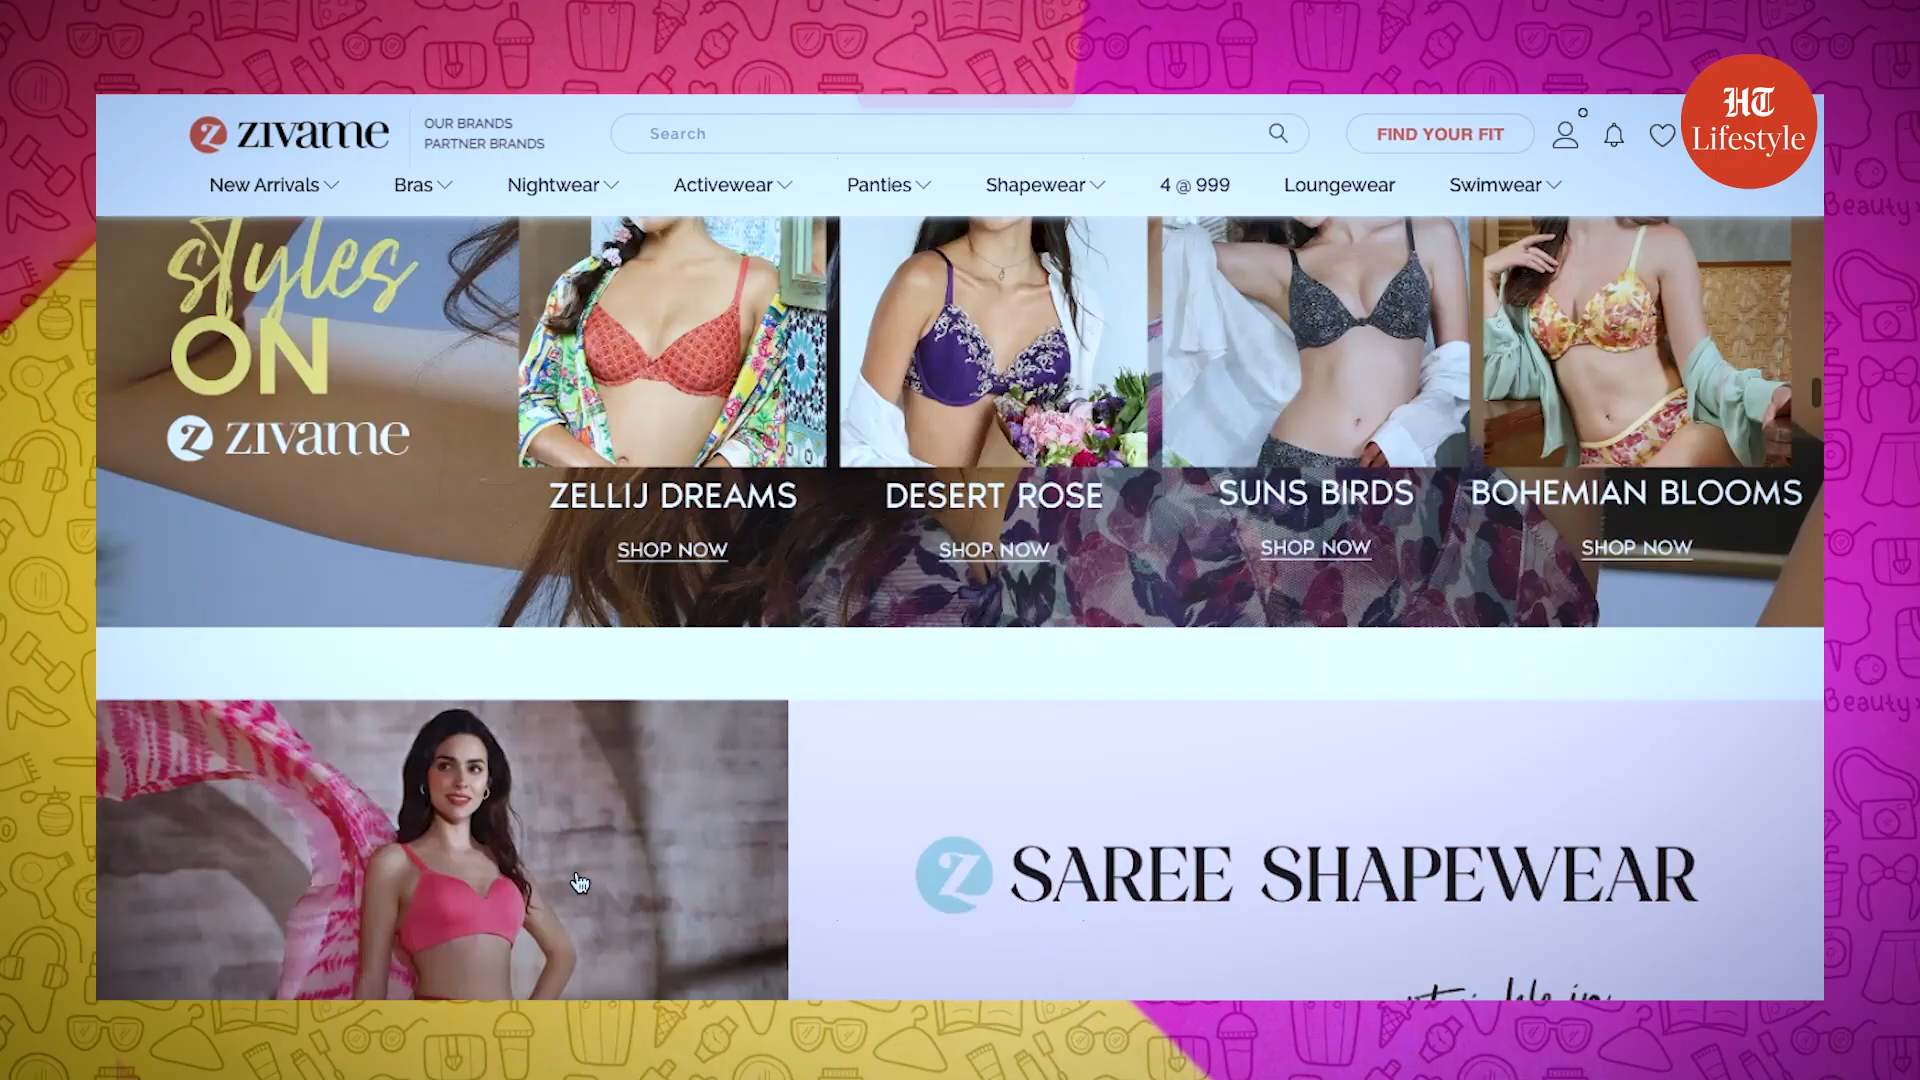 HT
Lifestyle
zivame
OUR BRANDS
PARTNER BRANDS
Search
FIND YOUR FIT
New Arrivals
Bras
Nightwear
Activewear
Panties
Shapewear
4 @ 999
Loungewear
Swimwear
styles
ON
zivame
ZELLIJ DREAMS
DESERT ROSE
SUNS BIRDS
BOHEMIAN BLOOMS
SHOP NOW
SHOP NOW
SHOP NOW
SHOP NOW
SAREE SHAPEWEAR
Beauty
Beauty